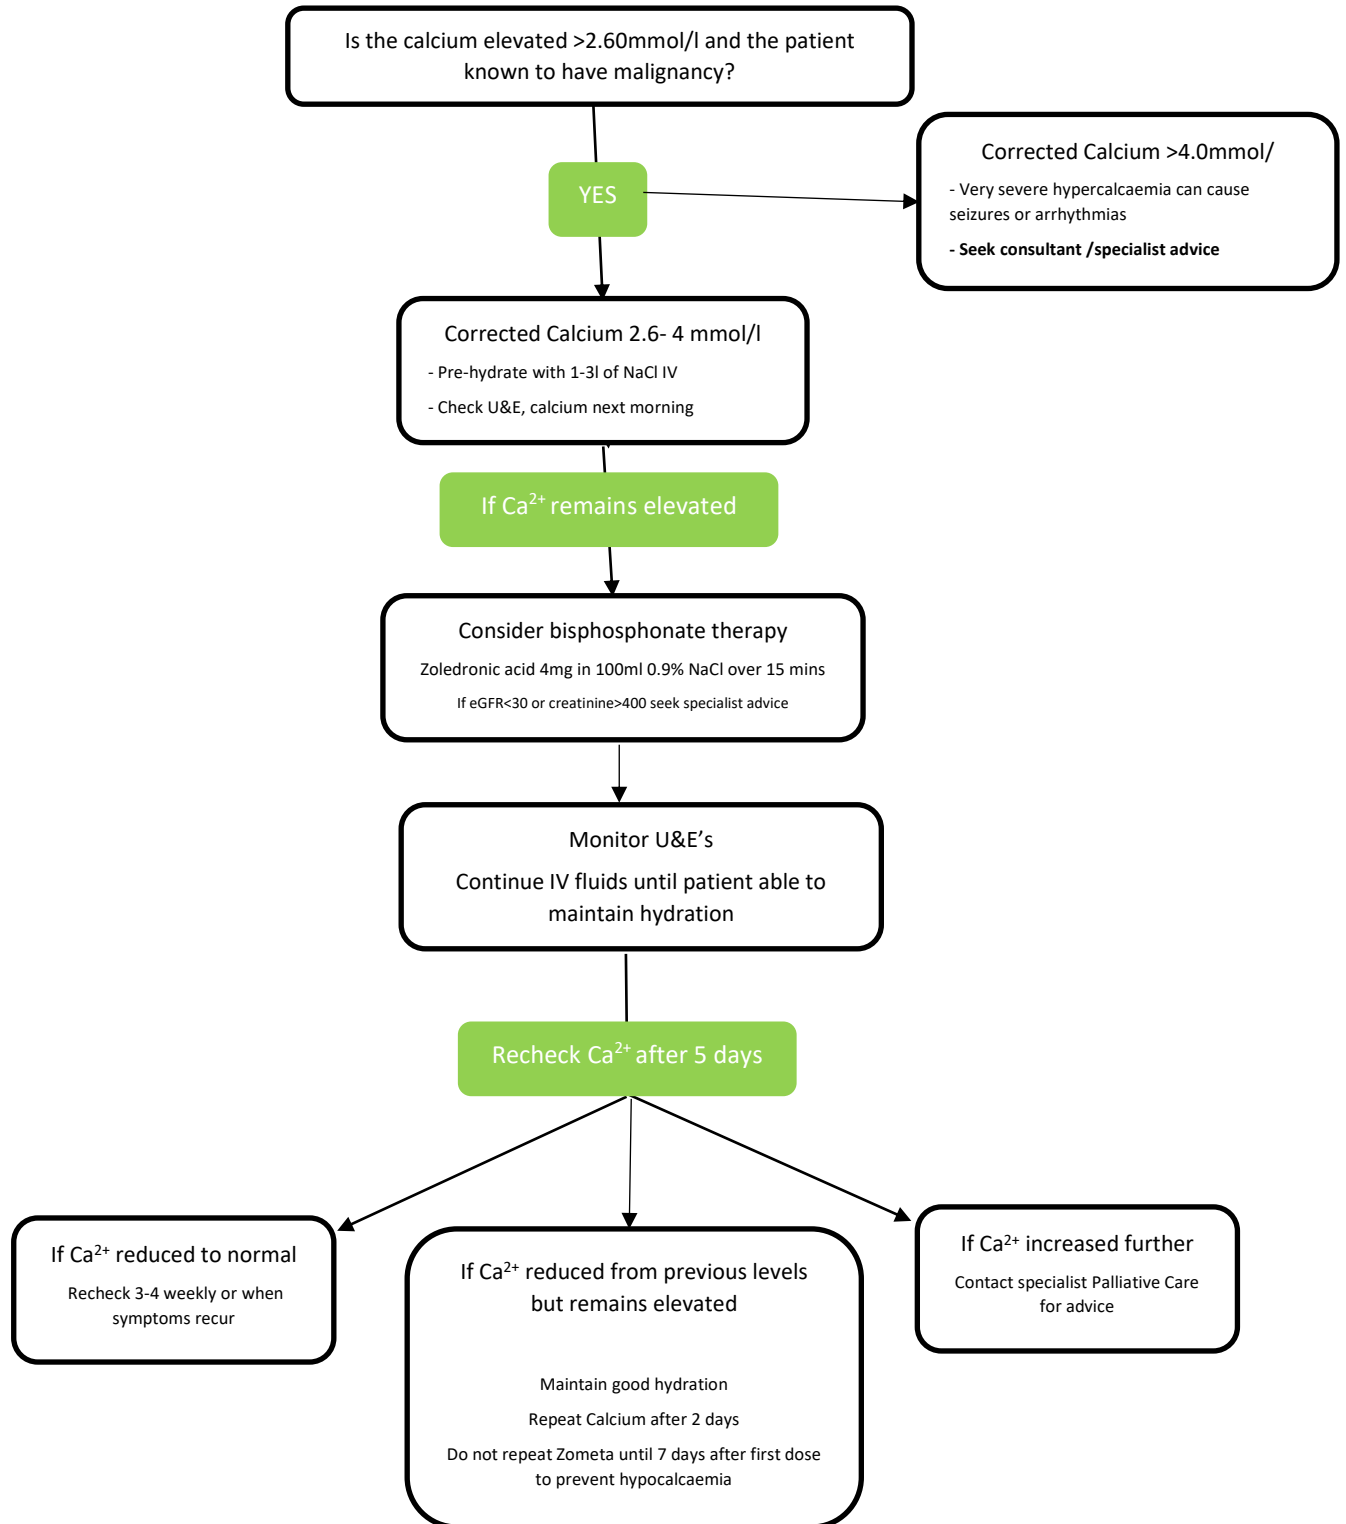 Is the calcium elevated >2.60mmol/l and the patient
known to have malignancy?
YES
Corrected Calcium >4.0mmol/
- Very severe hypercalcaemia can cause
seizures or arrhythmias
- Seek consultant /specialist advice
Corrected Calcium 2.6- 4 mmol/l
- Pre-hydrate with 1-3l of NaCl IV
- Check U&E, calcium next morning
If Ca²⁺ remains elevated
Consider bisphosphonate therapy
Zoledronic acid 4mg in 100ml 0.9% NaCl over 15 mins
If eGFR<30 or creatinine>400 seek specialist advice
Monitor U&E’s
Continue IV fluids until patient able to
maintain hydration
Recheck Ca²⁺ after 5 days
If Ca²⁺ reduced to normal
Recheck 3-4 weekly or when
symptoms recur
If Ca²⁺ reduced from previous levels
but remains elevated
Maintain good hydration
Repeat Calcium after 2 days
Do not repeat Zometa until 7 days after first dose
to prevent hypocalcaemia
If Ca²⁺ increased further
Contact specialist Palliative Care
for advice